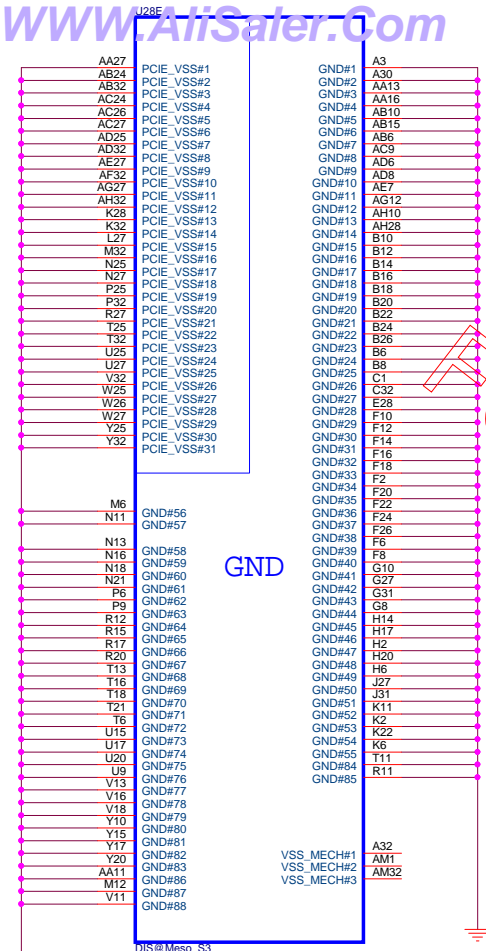 WWW.AliSaler.Com
U28E
AA27 PCIE_VSS#1
AB24 PCIE_VSS#2
AB32 PCIE_VSS#3
AC24 PCIE_VSS#4
AC26 PCIE_VSS#5
AC27 PCIE_VSS#6
AD25 PCIE_VSS#7
AD32 PCIE_VSS#8
AE27 PCIE_VSS#9
AF32 PCIE_VSS#10
AG27 PCIE_VSS#11
AH32 PCIE_VSS#12
K28 PCIE_VSS#13
K32 PCIE_VSS#14
L27 PCIE_VSS#15
M32 PCIE_VSS#16
N25 PCIE_VSS#17
N27 PCIE_VSS#18
P25 PCIE_VSS#19
P32 PCIE_VSS#20
R27 PCIE_VSS#21
T25 PCIE_VSS#22
T32 PCIE_VSS#23
U25 PCIE_VSS#24
U27 PCIE_VSS#25
V32 PCIE_VSS#26
W25 PCIE_VSS#27
W26 PCIE_VSS#28
W27 PCIE_VSS#29
Y25 PCIE_VSS#30
Y32 PCIE_VSS#31
M6 GND#56
N11 GND#57
N13 GND#58
N16 GND#59
N18 GND#60
N21 GND#61
P6 GND#62
P9 GND#63
R12 GND#64
R15 GND#65
R17 GND#66
R20 GND#67
T13 GND#68
T16 GND#69
T18 GND#70
T21 GND#71
T6 GND#72
U15 GND#73
U17 GND#74
U20 GND#75
U9 GND#76
V13 GND#77
V16 GND#78
V18 GND#79
Y10 GND#80
Y15 GND#81
Y17 GND#82
Y20 GND#83
AA11 GND#86
M12 GND#87
V11 GND#88
GND
GND#1 A3
GND#2 A30
GND#3 AA13
GND#4 AA16
GND#5 AB10
GND#6 AB15
GND#7 AB6
GND#8 AC9
GND#9 AD6
GND#10 AD8
GND#11 AE7
GND#12 AG12
GND#13 AH10
GND#14 AH28
GND#15 B10
GND#16 B12
GND#17 B14
GND#18 B16
GND#19 B18
GND#20 B20
GND#21 B22
GND#22 B24
GND#23 B26
GND#24 B6
GND#25 B8
GND#26 C1
GND#27 C32
GND#28 E28
GND#29 F10
GND#30 F12
GND#31 F14
GND#32 F16
GND#33 F18
GND#34 F2
GND#35 F20
GND#36 F22
GND#37 F24
GND#38 F26
GND#39 F6
GND#40 F8
GND#41 G10
GND#42 G27
GND#43 G31
GND#44 G8
GND#45 H14
GND#46 H17
GND#47 H2
GND#48 H20
GND#49 H6
GND#50 J27
GND#51 J31
GND#52 K11
GND#53 K2
GND#54 K22
GND#55 K6
GND#84 T11
GND#85 R11
VSS_MECH#1 A32
VSS_MECH#2 AM1
VSS_MECH#3 AM32
DIS@Meso_S3